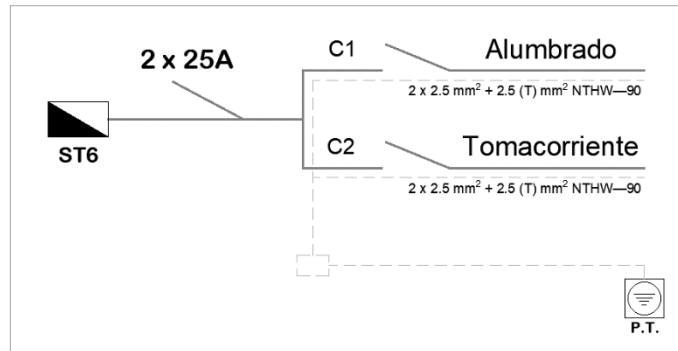 2 x 25A
C1
Alumbrado
2 x 2.5 mm² + 2.5 (T) mm² NTHW—90
ST6
C2
Tomacorriente
2 x 2.5 mm² + 2.5 (T) mm² NTHW—90
P.T.